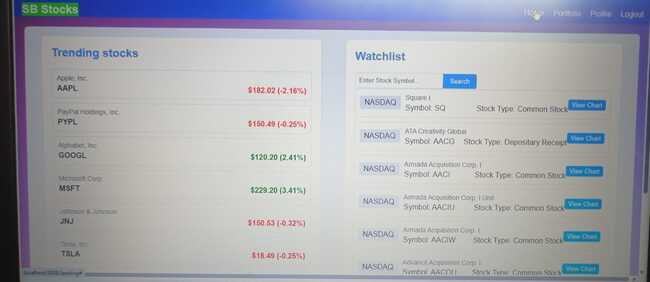 SB Stocks
Home Portfolio Profile Logout
Trending stocks
Apple, Inc.
AAPL $182.02 (-2.16%)
PayPal Holdings, Inc.
PYPL $150.49 (-0.25%)
Alphabet, Inc.
GOOGL $120.20 (2.41%)
Microsoft Corp.
MSFT $229.20 (3.41%)
Johnson & Johnson
JNJ $150.53 (-0.32%)
Tesla, Inc.
TSLA $18.49 (-0.25%)
Watchlist
Enter Stock Symbol... Search
NASDAQ Square I
Symbol: SQ Stock Type: Common Stock View Chart
NASDAQ ATA Creativity Global
Symbol: AACG Stock Type: Depositary Receipt View Chart
NASDAQ Armada Acquisition Corp. I
Symbol: AACI Stock Type: Common Stock View Chart
NASDAQ Armada Acquisition Corp. I Unit
Symbol: AACIU Stock Type: Common Stock View Chart
NASDAQ Armada Acquisition Corp. I
Symbol: AACIW Stock Type: Common Stock View Chart
NASDAQ Advance Acquisition Corp. I
Symbol: AACOU Stock Type: Common Stock View Chart